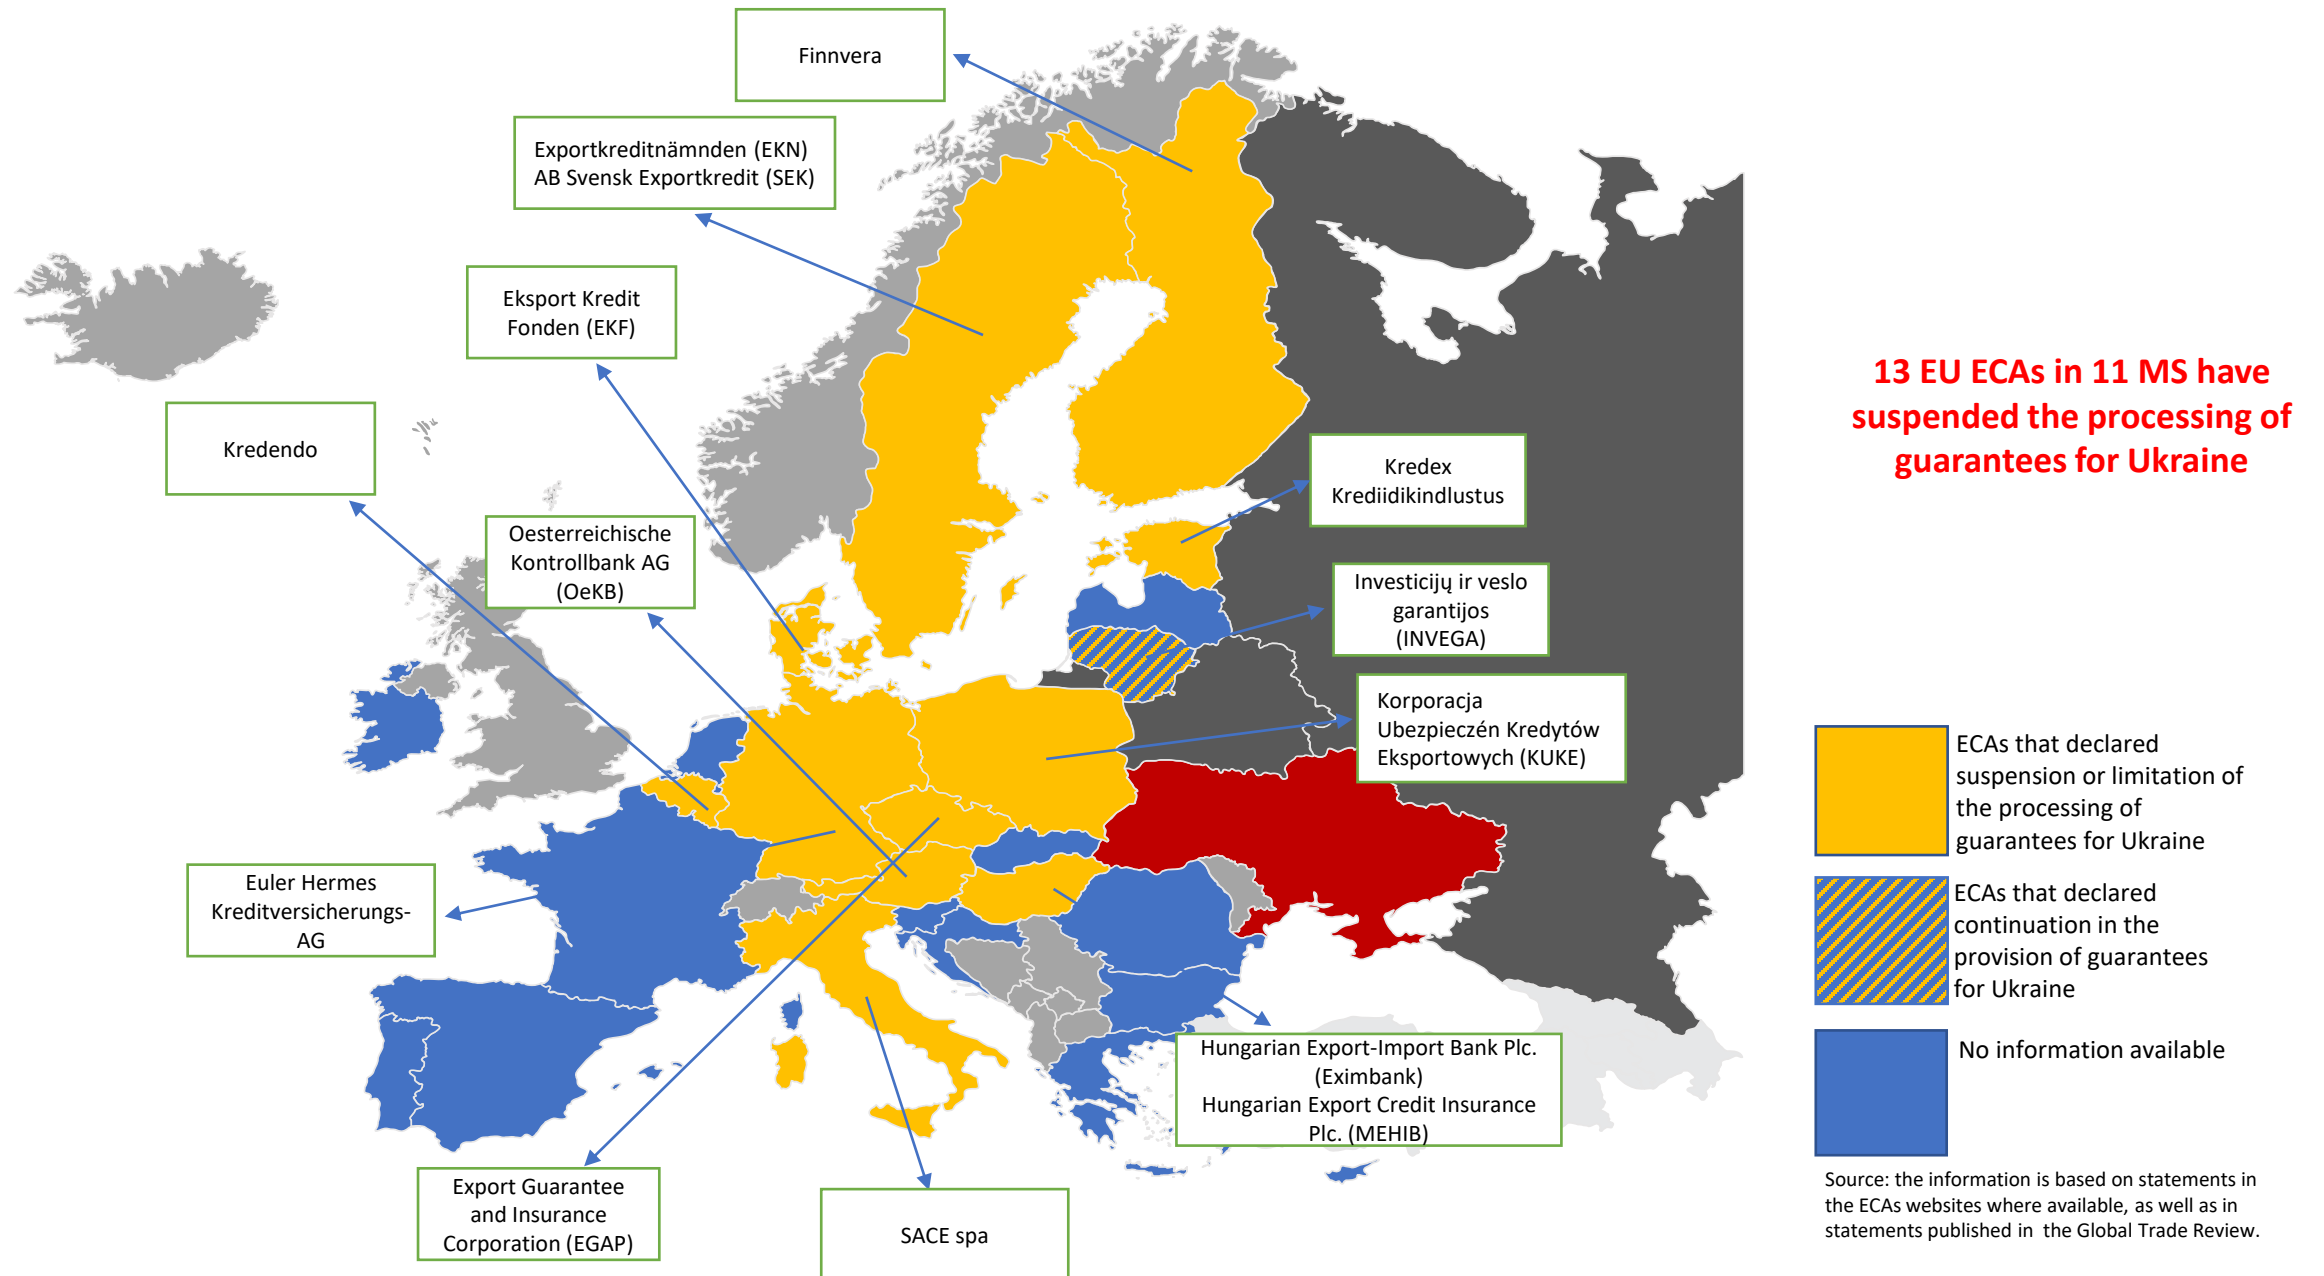 Finnvera
Exportkreditnämnden (EKN)
AB Svensk Exportkredit (SEK)
Eksport Kredit
Fonden (EKF)
Kredendo
Oesterreichische
Kontrollbank AG
(OeKB)
Kredex
Krediidikindlustus
Investicijų ir veslo
garantijos
(INVEGA)
Korporacja
Ubezpieczén Kredytów
Eksportowych (KUKE)
Euler Hermes
Kreditversicherungs-
AG
Hungarian Export-Import Bank Plc.
(Eximbank)
Hungarian Export Credit Insurance
Plc. (MEHIB)
Export Guarantee
and Insurance
Corporation (EGAP)
SACE spa
13 EU ECAs in 11 MS have
suspended the processing of
guarantees for Ukraine
ECAs that declared
suspension or limitation of
the processing of
guarantees for Ukraine
ECAs that declared
continuation in the
provision of guarantees
for Ukraine
No information available
Source: the information is based on statements in
the ECAs websites where available, as well as in
statements published in  the Global Trade Review.